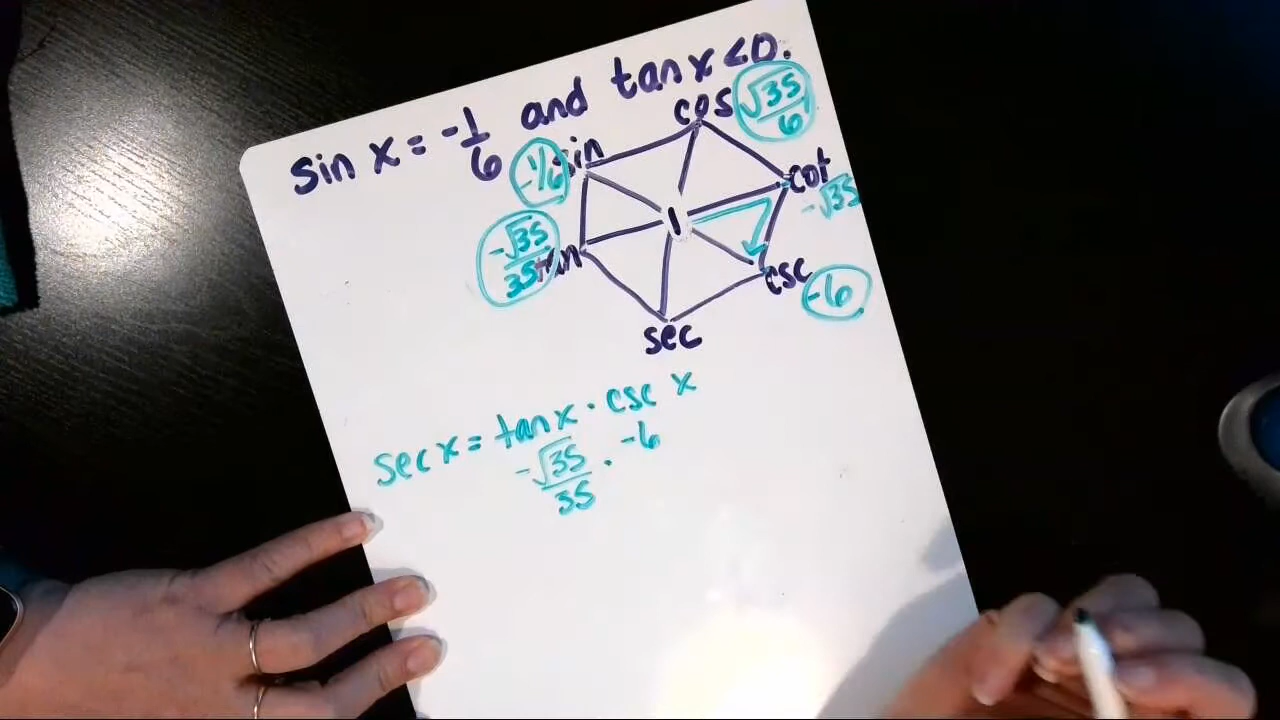 sin x = -1/6 and tan x < 0.
cos √35/6
-1/6 sin
cot -√35
1
-√35/35 tan
csc -6
sec
sec x = tan x · csc x
-√35/35 · -6